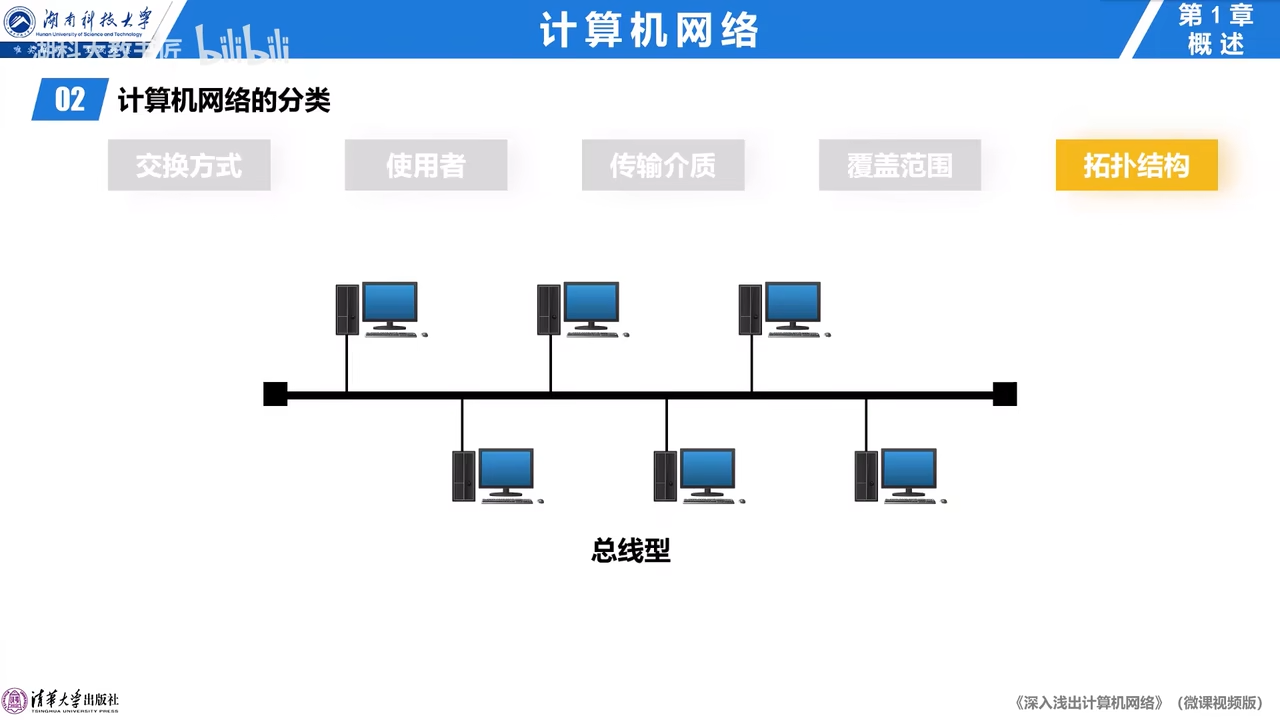 湖南科技大学
Hunan University of Science and Technology
湖科大教书匠 bilibili
计算机网络
第1章
概述
02 计算机网络的分类
交换方式 使用者 传输介质 覆盖范围 拓扑结构
总线型
清华大学出版社
TSINGHUA UNIVERSITY PRESS
《深入浅出计算机网络》（微课视频版）